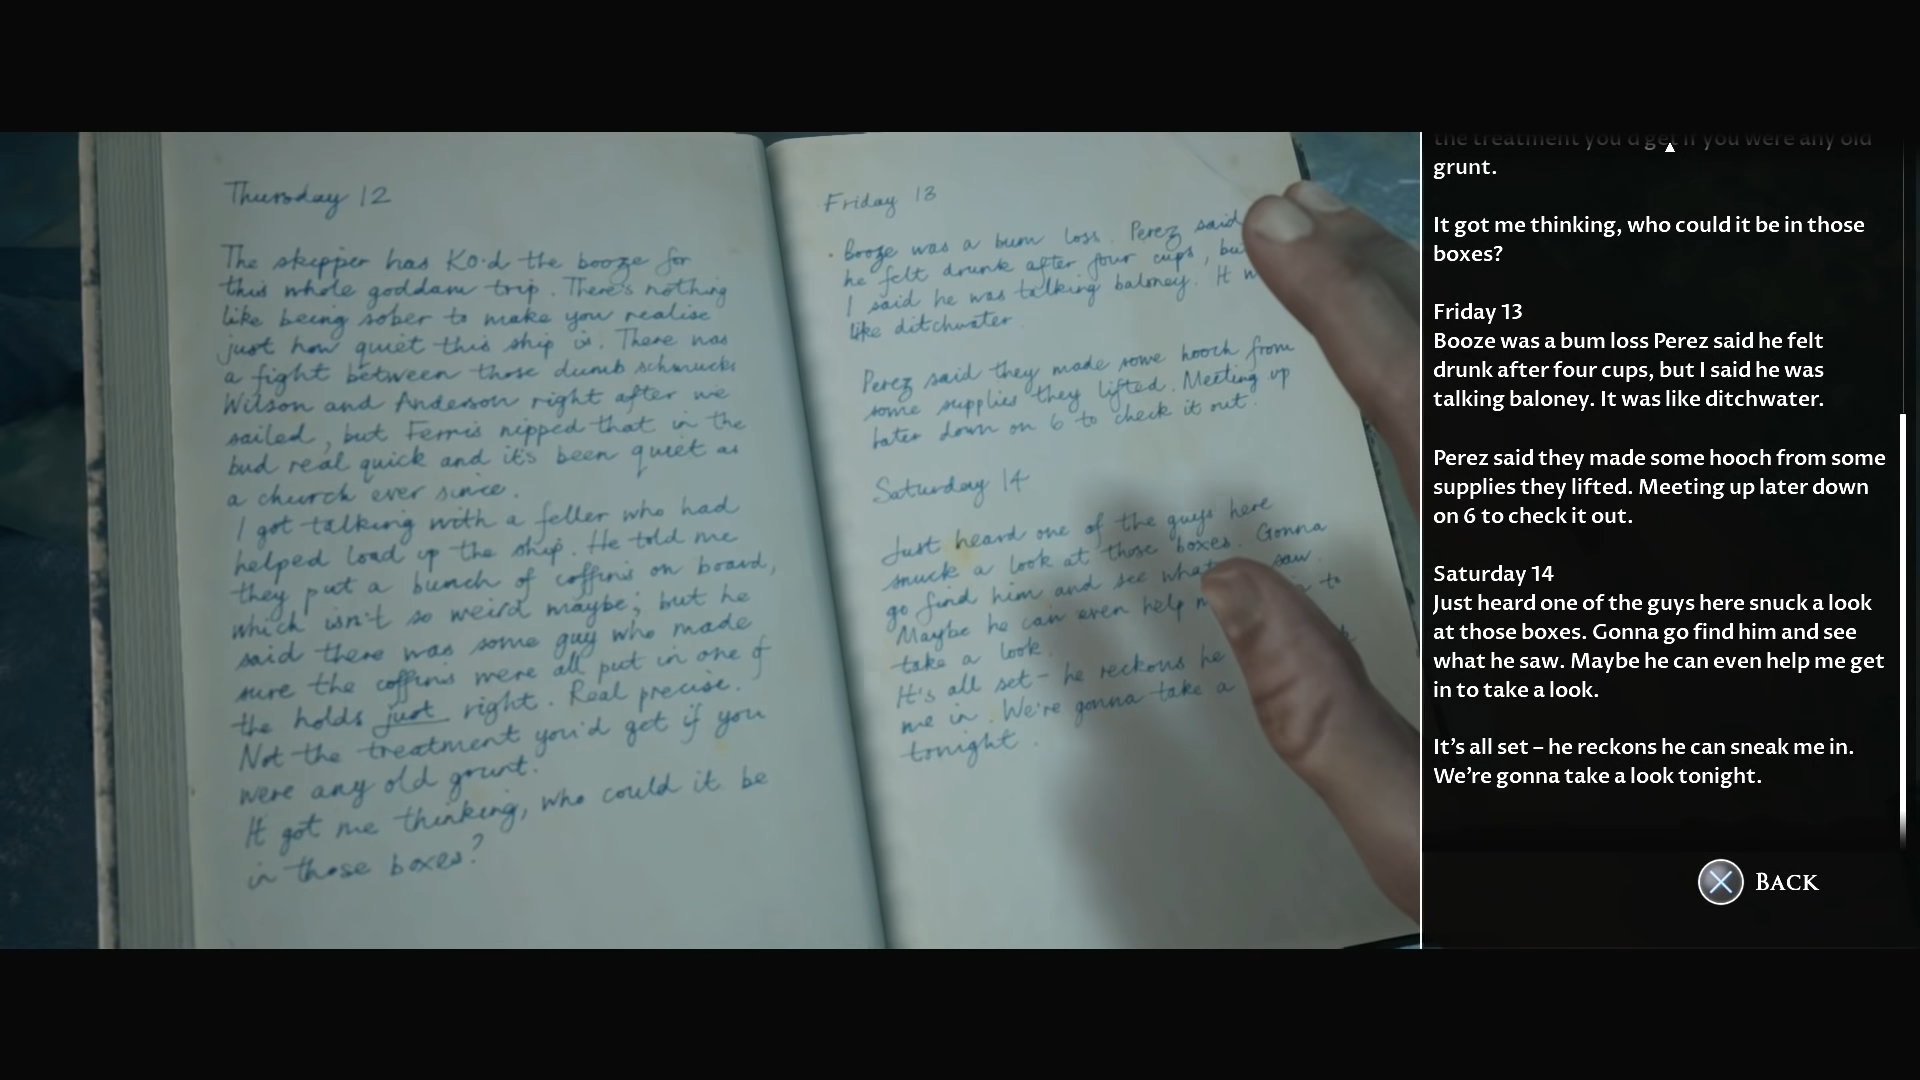 Thursday 12
The skipper has KO'd the booze for
this whole goddam trip. There's nothing
like being sober to make you realise
just how quiet this ship is. There was
a fight between those dumb schmucks
Wilson and Anderson right after we
sailed, but Ferris nipped that in the
bud real quick and it's been quiet as
a church ever since.
I got talking with a feller who had
helped load up the ship. He told me
they put a bunch of coffins on board,
which isn't so weird maybe; but he
said there was some guy who made
sure the coffins were all put in one of
the holds just right. Real precise.
Not the treatment you'd get if you
were any old grunt.
It got me thinking, who could it be
in those boxes?
Friday 13
Booze was a bum loss. Perez said
he felt drunk after four cups, but
I said he was talking baloney. It w
like ditchwater.
Perez said they made some hooch from
some supplies they lifted. Meeting up
later down on 6 to check it out.
Saturday 14
Just heard one of the guys here
snuck a look at those boxes. Gonna
go find him and see what saw.
Maybe he can even help m in to
take a look.
It's all set - he reckons he
me in. We're gonna take a
tonight.
the treatment you'd get if you were any old
grunt.
It got me thinking, who could it be in those
boxes?
Friday 13
Booze was a bum loss Perez said he felt
drunk after four cups, but I said he was
talking baloney. It was like ditchwater.
Perez said they made some hooch from some
supplies they lifted. Meeting up later down
on 6 to check it out.
Saturday 14
Just heard one of the guys here snuck a look
at those boxes. Gonna go find him and see
what he saw. Maybe he can even help me get
in to take a look.
It's all set – he reckons he can sneak me in.
We're gonna take a look tonight.
BACK